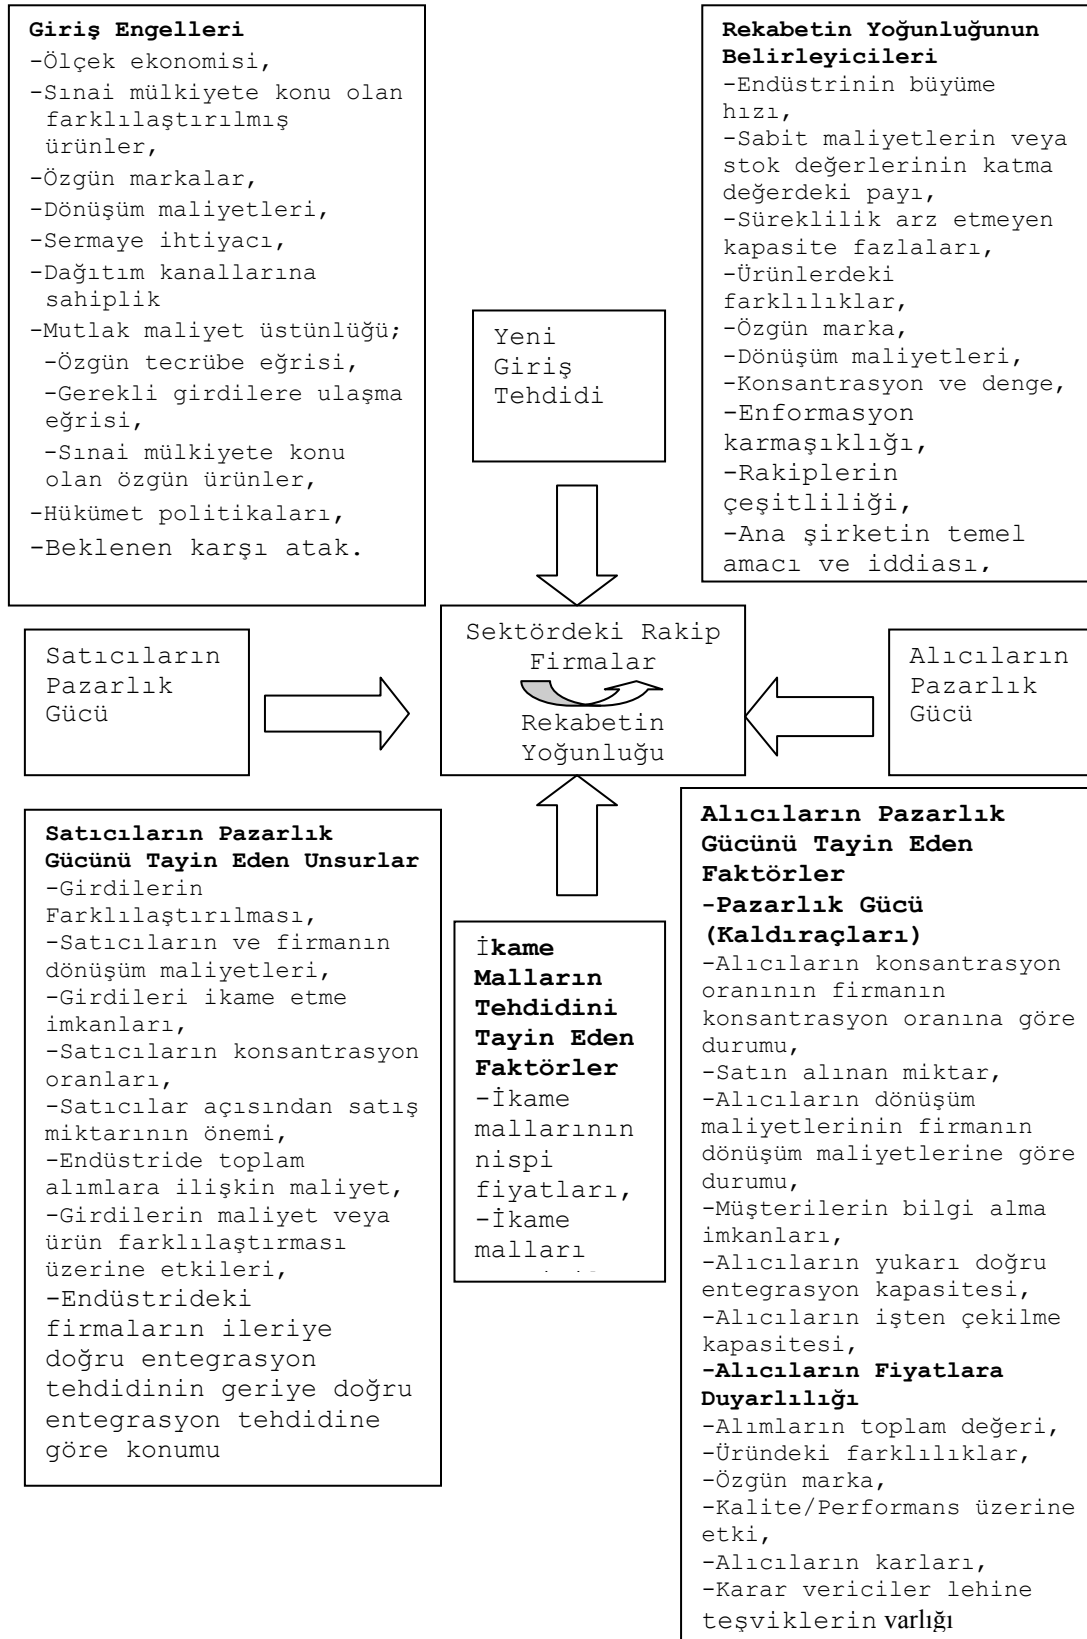 Giriş Engelleri
-Ölçek ekonomisi,
-Sınai mülkiyete konu olan
farklılaştırılmış
ürünler,
-Özgün markalar,
-Dönüşüm maliyetleri,
-Sermaye ihtiyacı,
-Dağıtım kanallarına
sahiplik
-Mutlak maliyet üstünlüğü;
-Özgün tecrübe eğrisi,
-Gerekli girdilere ulaşma
eğrisi,
-Sınai mülkiyete konu
olan özgün ürünler,
-Hükümet politikaları,
-Beklenen karşı atak.
Yeni
Giriş
Tehdidi
Rekabetin Yoğunluğunun
Belirleyicileri
-Endüstrinin büyüme
hızı,
-Sabit maliyetlerin veya
stok değerlerinin katma
değerdeki payı,
-Süreklilik arz etmeyen
kapasite fazlaları,
-Ürünlerdeki
farklılıklar,
-Özgün marka,
-Dönüşüm maliyetleri,
-Konsantrasyon ve denge,
-Enformasyon
karmaşıklığı,
-Rakiplerin
çeşitliliği,
-Ana şirketin temel
amacı ve iddiası,
Satıcıların
Pazarlık
Gücü
Sektördeki Rakip
Firmalar
Rekabetin
Yoğunluğu
Alıcıların
Pazarlık
Gücü
Satıcıların Pazarlık
Gücünü Tayin Eden Unsurlar
-Girdilerin
Farklılaştırılması,
-Satıcıların ve firmanın
dönüşüm maliyetleri,
-Girdileri ikame etme
imkanları,
-Satıcıların konsantrasyon
oranları,
-Satıcılar açısından satış
miktarının önemi,
-Endüstride toplam
alımlara ilişkin maliyet,
-Girdilerin maliyet veya
ürün farklılaştırması
üzerine etkileri,
-Endüstrideki
firmaların ileriye
doğru entegrasyon
tehdidinin geriye doğru
entegrasyon tehdidine
göre konumu
İkame
Malların
Tehdidini
Tayin Eden
Faktörler
-İkame
mallarının
nispi
fiyatları,
-İkame
malları
Alıcıların Pazarlık
Gücünü Tayin Eden
Faktörler
-Pazarlık Gücü
(Kaldıraçları)
-Alıcıların konsantrasyon
oranının firmanın
konsantrasyon oranına göre
durumu,
-Satın alınan miktar,
-Alıcıların dönüşüm
maliyetlerinin firmanın
dönüşüm maliyetlerine göre
durumu,
-Müşterilerin bilgi alma
imkanları,
-Alıcıların yukarı doğru
entegrasyon kapasitesi,
-Alıcıların işten çekilme
kapasitesi,
-Alıcıların Fiyatlara
Duyarlılığı
-Alımların toplam değeri,
-Üründeki farklılıklar,
-Özgün marka,
-Kalite/Performans üzerine
etki,
-Alıcıların karları,
-Karar vericiler lehine
teşviklerin varlığı